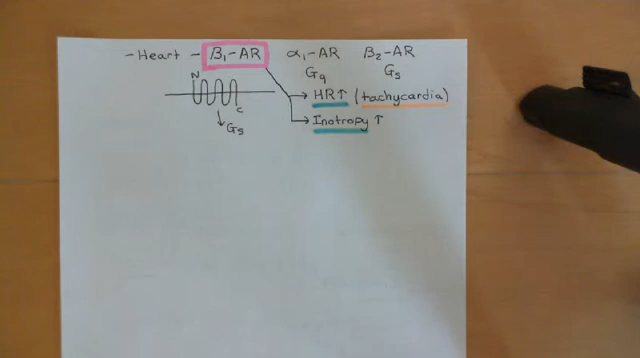 - Heart - β₁-AR α₁-AR β₂-AR
Gq Gs
N
HR↑ (tachycardia)
C
Gs
Inotropy ↑